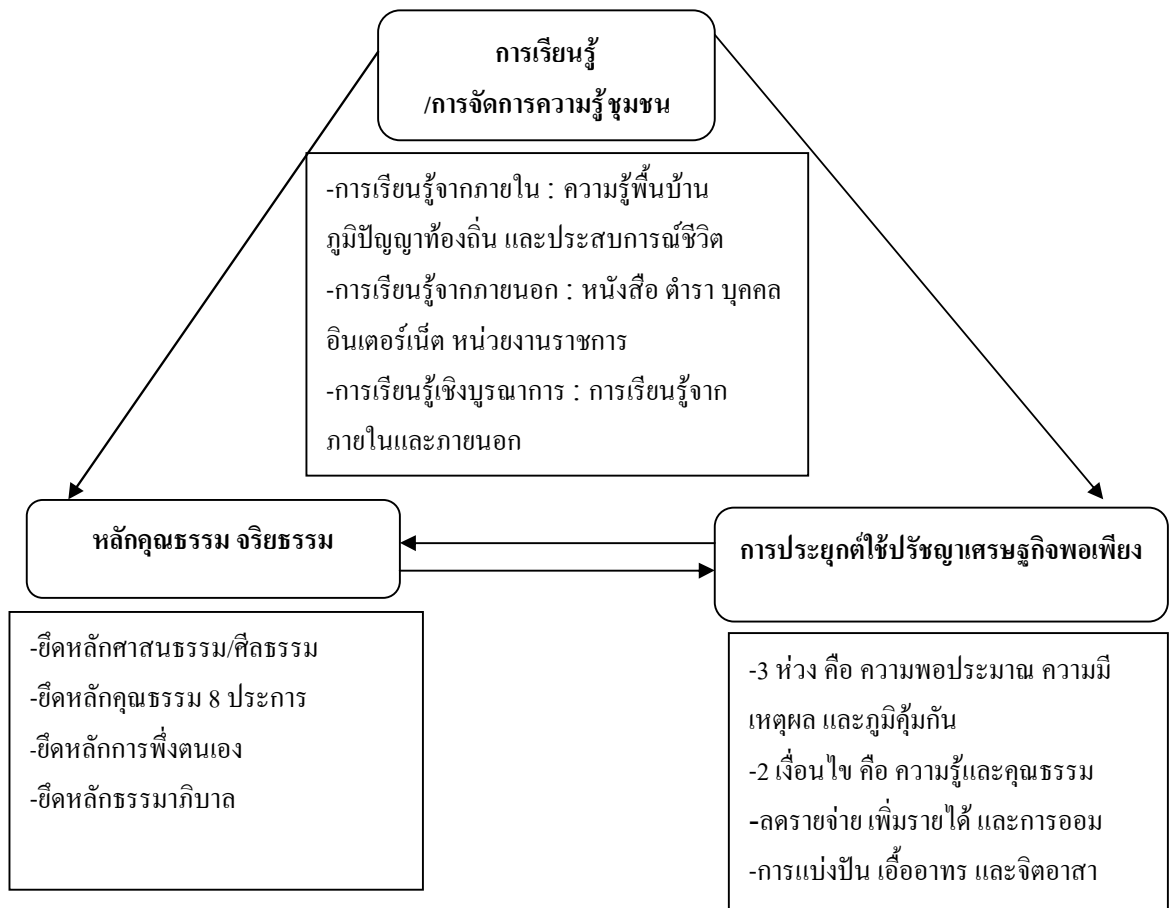 การเรียนรู้
/การจัดการความรู้ชุมชน
-การเรียนรู้จากภายใน : ความรู้พื้นบ้าน
ภูมิปัญญาท้องถิ่น และประสบการณ์ชีวิต
-การเรียนรู้จากภายนอก : หนังสือ ตำรา บุคคล
อินเตอร์เน็ต หน่วยงานราชการ
-การเรียนรู้เชิงบูรณาการ : การเรียนรู้จาก
ภายในและภายนอก
หลักคุณธรรม จริยธรรม
-ยึดหลักศาสนธรรม/ศีลธรรม
-ยึดหลักคุณธรรม 8 ประการ
-ยึดหลักการพึ่งตนเอง
-ยึดหลักธรรมาภิบาล
การประยุกต์ใช้ปรัชญาเศรษฐกิจพอเพียง
-3 ห่วง คือ ความพอประมาณ ความมี
เหตุผล และภูมิคุ้มกัน
-2 เงื่อนไข คือ ความรู้และคุณธรรม
-ลดรายจ่าย เพิ่มรายได้ และการออม
-การแบ่งปัน เอื้ออาทร และจิตอาสา